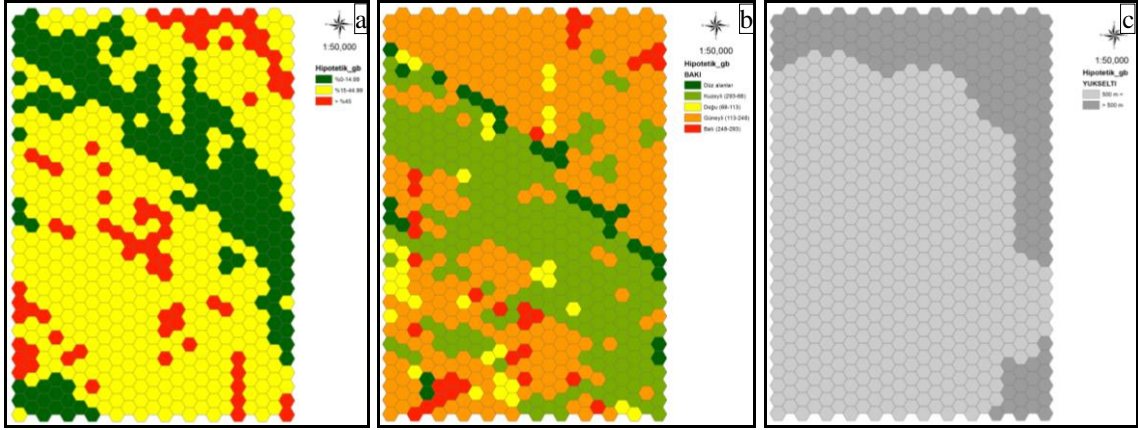 a
1:50,000
Hipotetik_gb
%0-14.99
%15-44.99
> %45
b
1:50,000
Hipotetik_gb
BAKI
Düz alanlar
Kuzeyli (293-68)
Doğu (68-113)
Güneyli (113-248)
Batı (248-293)
c
1:50,000
Hipotetik_gb
YUKSELTI
500 m >
> 500 m